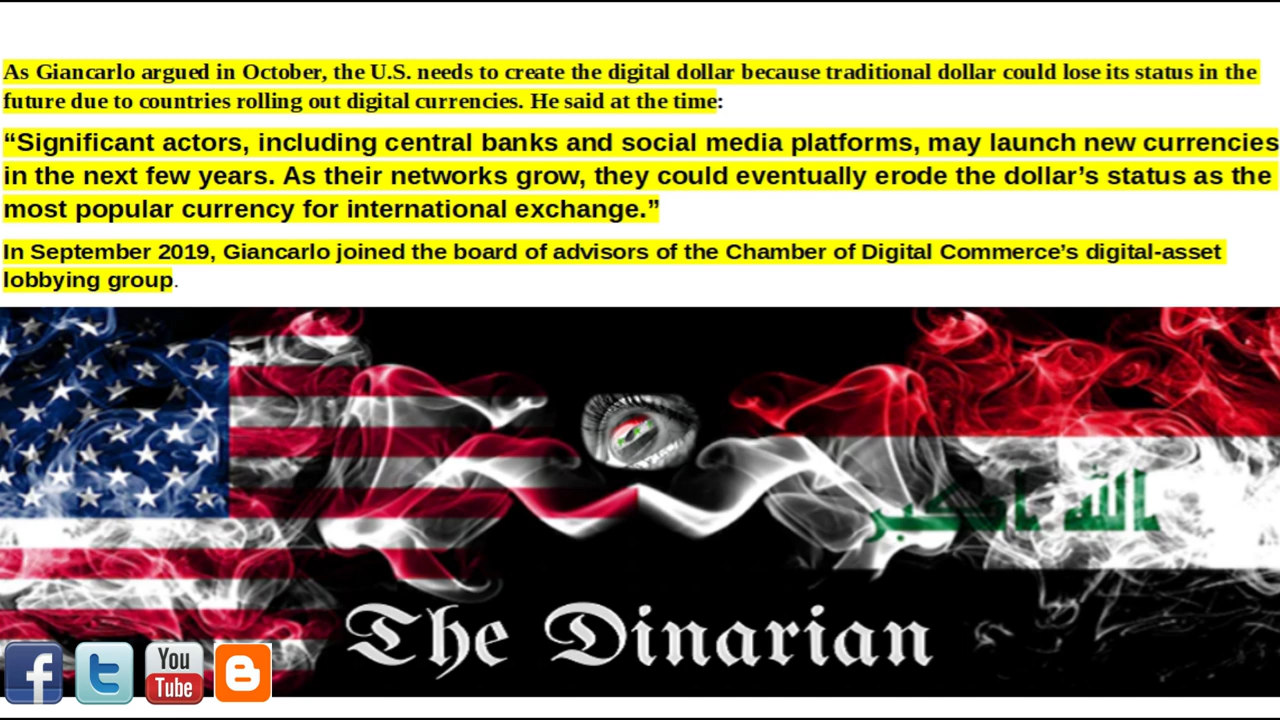 As Giancarlo argued in October, the U.S. needs to create the digital dollar because traditional dollar could lose its status in the
future due to countries rolling out digital currencies. He said at the time:
“Significant actors, including central banks and social media platforms, may launch new currencies
in the next few years. As their networks grow, they could eventually erode the dollar’s status as the
most popular currency for international exchange.”
In September 2019, Giancarlo joined the board of advisors of the Chamber of Digital Commerce’s digital-asset
lobbying group.
الله اكبر
The Dinarian
You
Tube